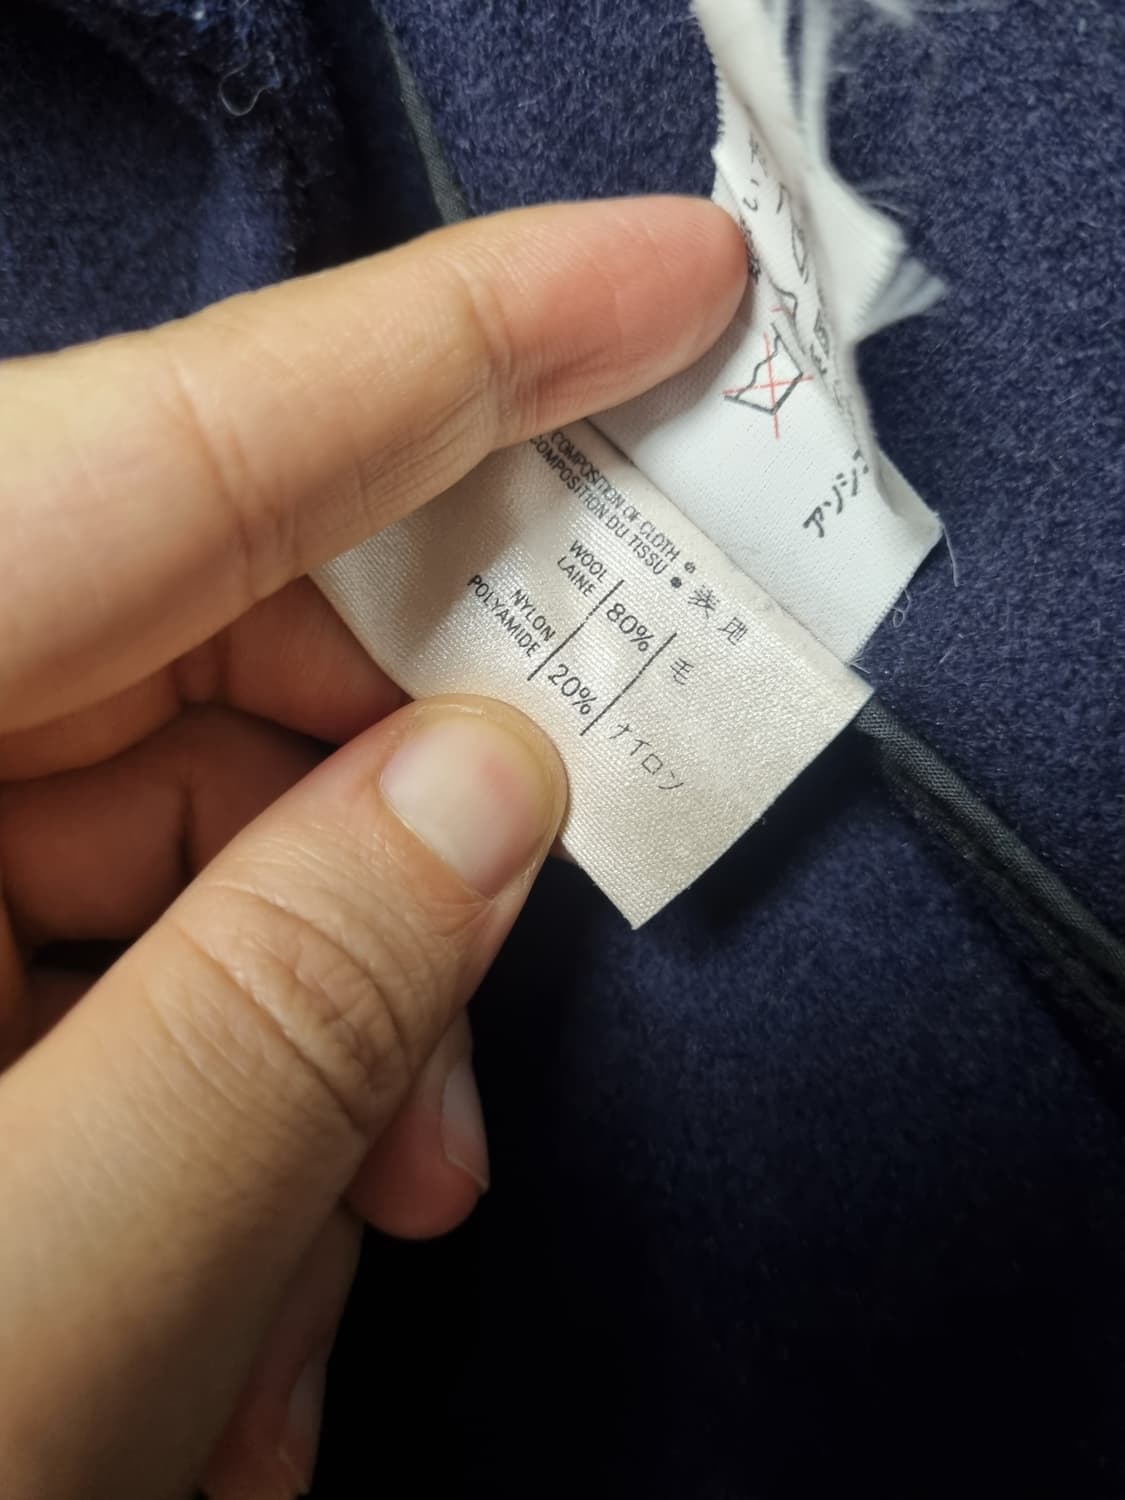 COMPOSITION OF CLOTH
COMPOSITION DU TISSU
表地
WOOL
LAINE
80%
毛
NYLON
POLYAMIDE
20%
ナイロン